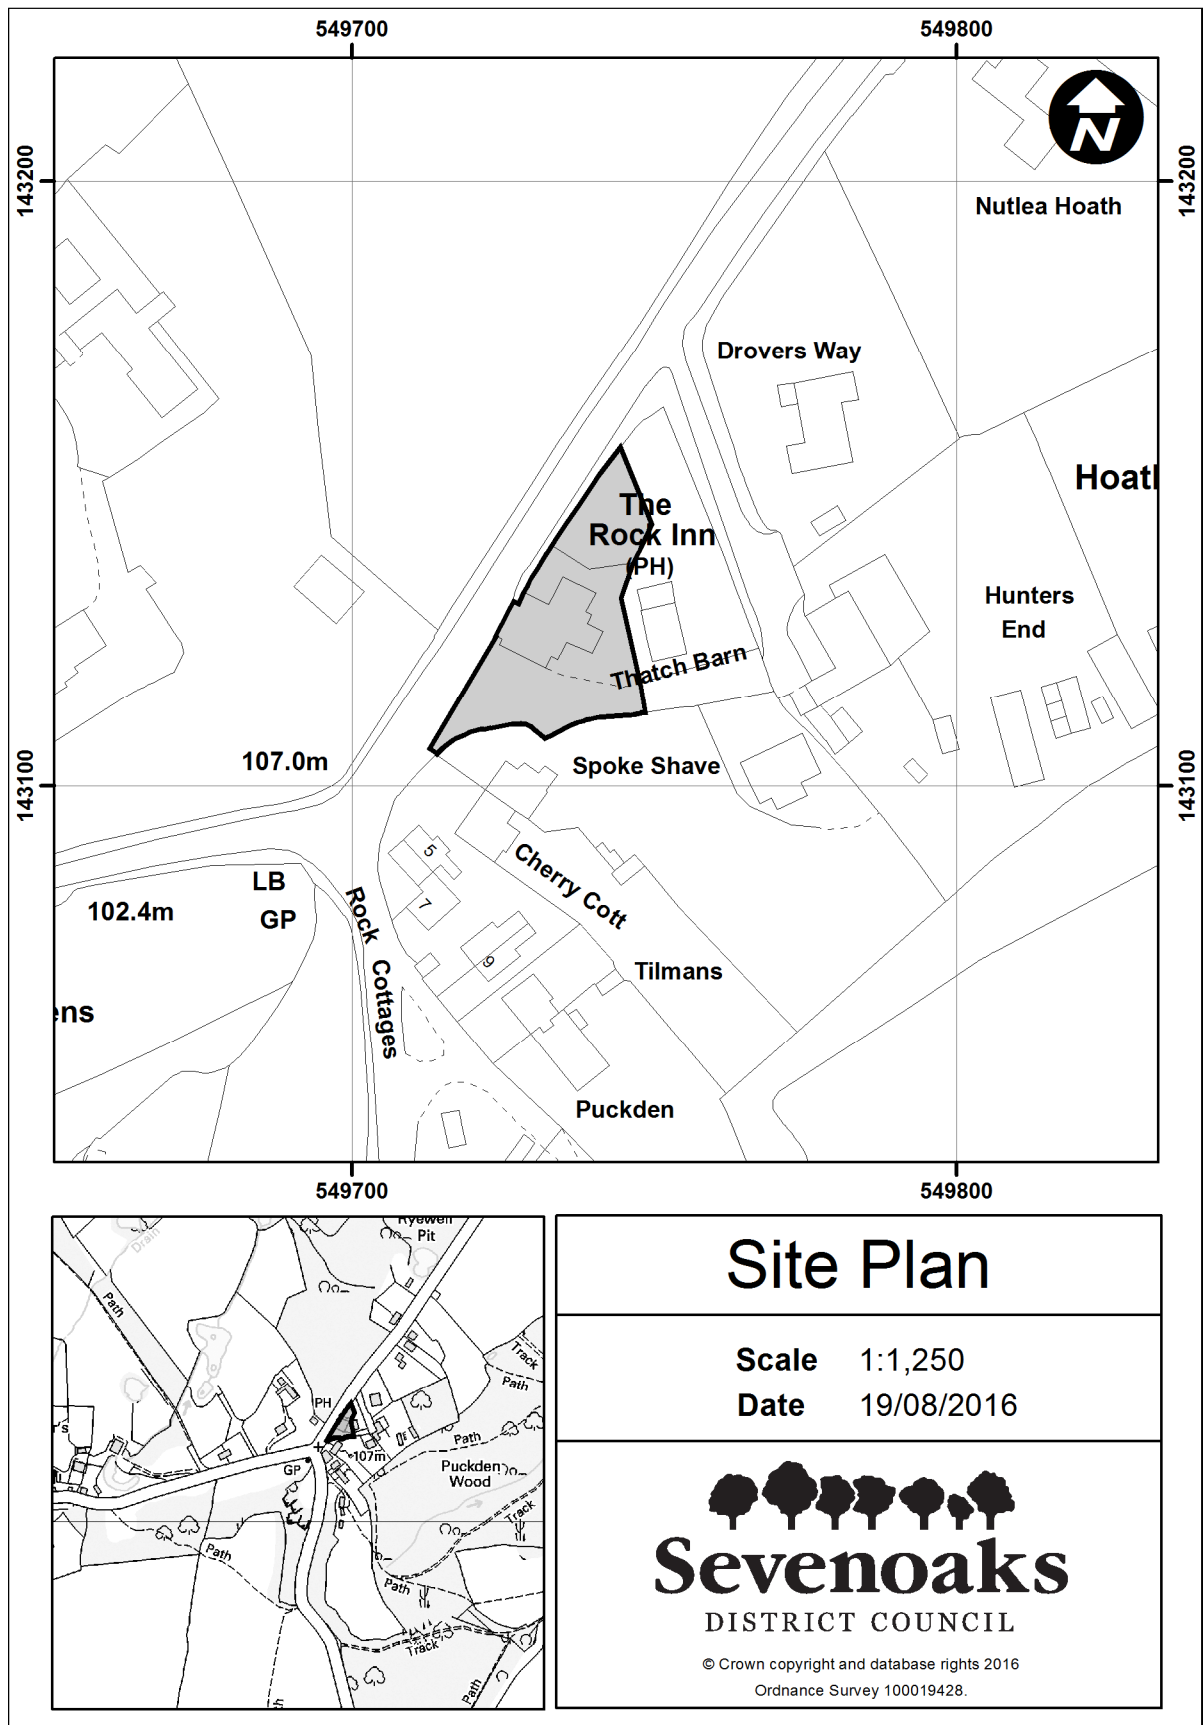 549700
549800
143200
143200
N
Nutlea Hoath
Drovers Way
Hoatl
The
Rock Inn
(PH)
Hunters
End
Thatch Barn
107.0m
Spoke Shave
143100
143100
5
Cherry Cott
LB
7
102.4m
GP
Rock Cottages
9
Tilmans
ens
Puckden
549700
549800
Ryewell
Pit
Drain
Path
Track
Path
PH
r's
107m
Path
GP
Puckden
Wood
Track
Path
Path
Track
Path
Site Plan
Scale 1:1,250
Date 19/08/2016
Sevenoaks
DISTRICT COUNCIL
© Crown copyright and database rights 2016
Ordnance Survey 100019428.